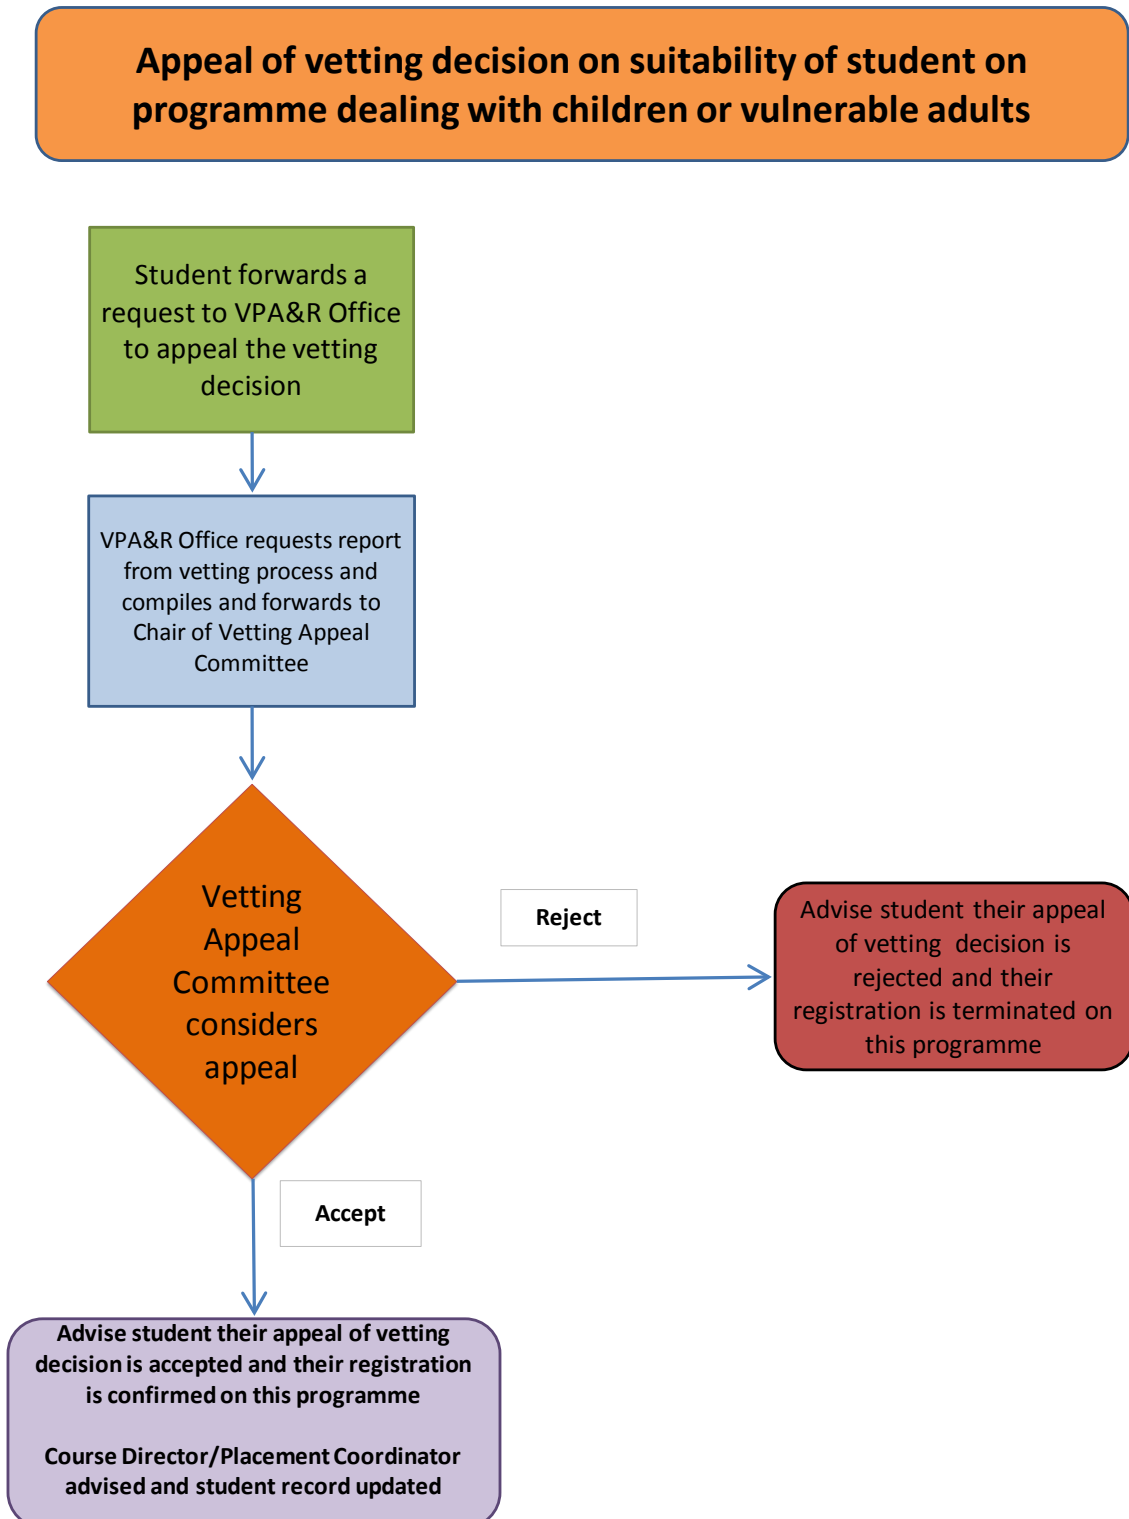 Appeal of vetting decision on suitability of student on
programme dealing with children or vulnerable adults
Student forwards a
request to VPA&R Office
to appeal the vetting
decision
VPA&R Office requests report
from vetting process and
compiles and forwards to
Chair of Vetting Appeal
Committee
Vetting
Appeal
Committee
considers
appeal
Reject
Advise student their appeal
of vetting decision is
rejected and their
registration is terminated on
this programme
Accept
Advise student their appeal of vetting
decision is accepted and their registration
is confirmed on this programme
Course Director/Placement Coordinator
advised and student record updated